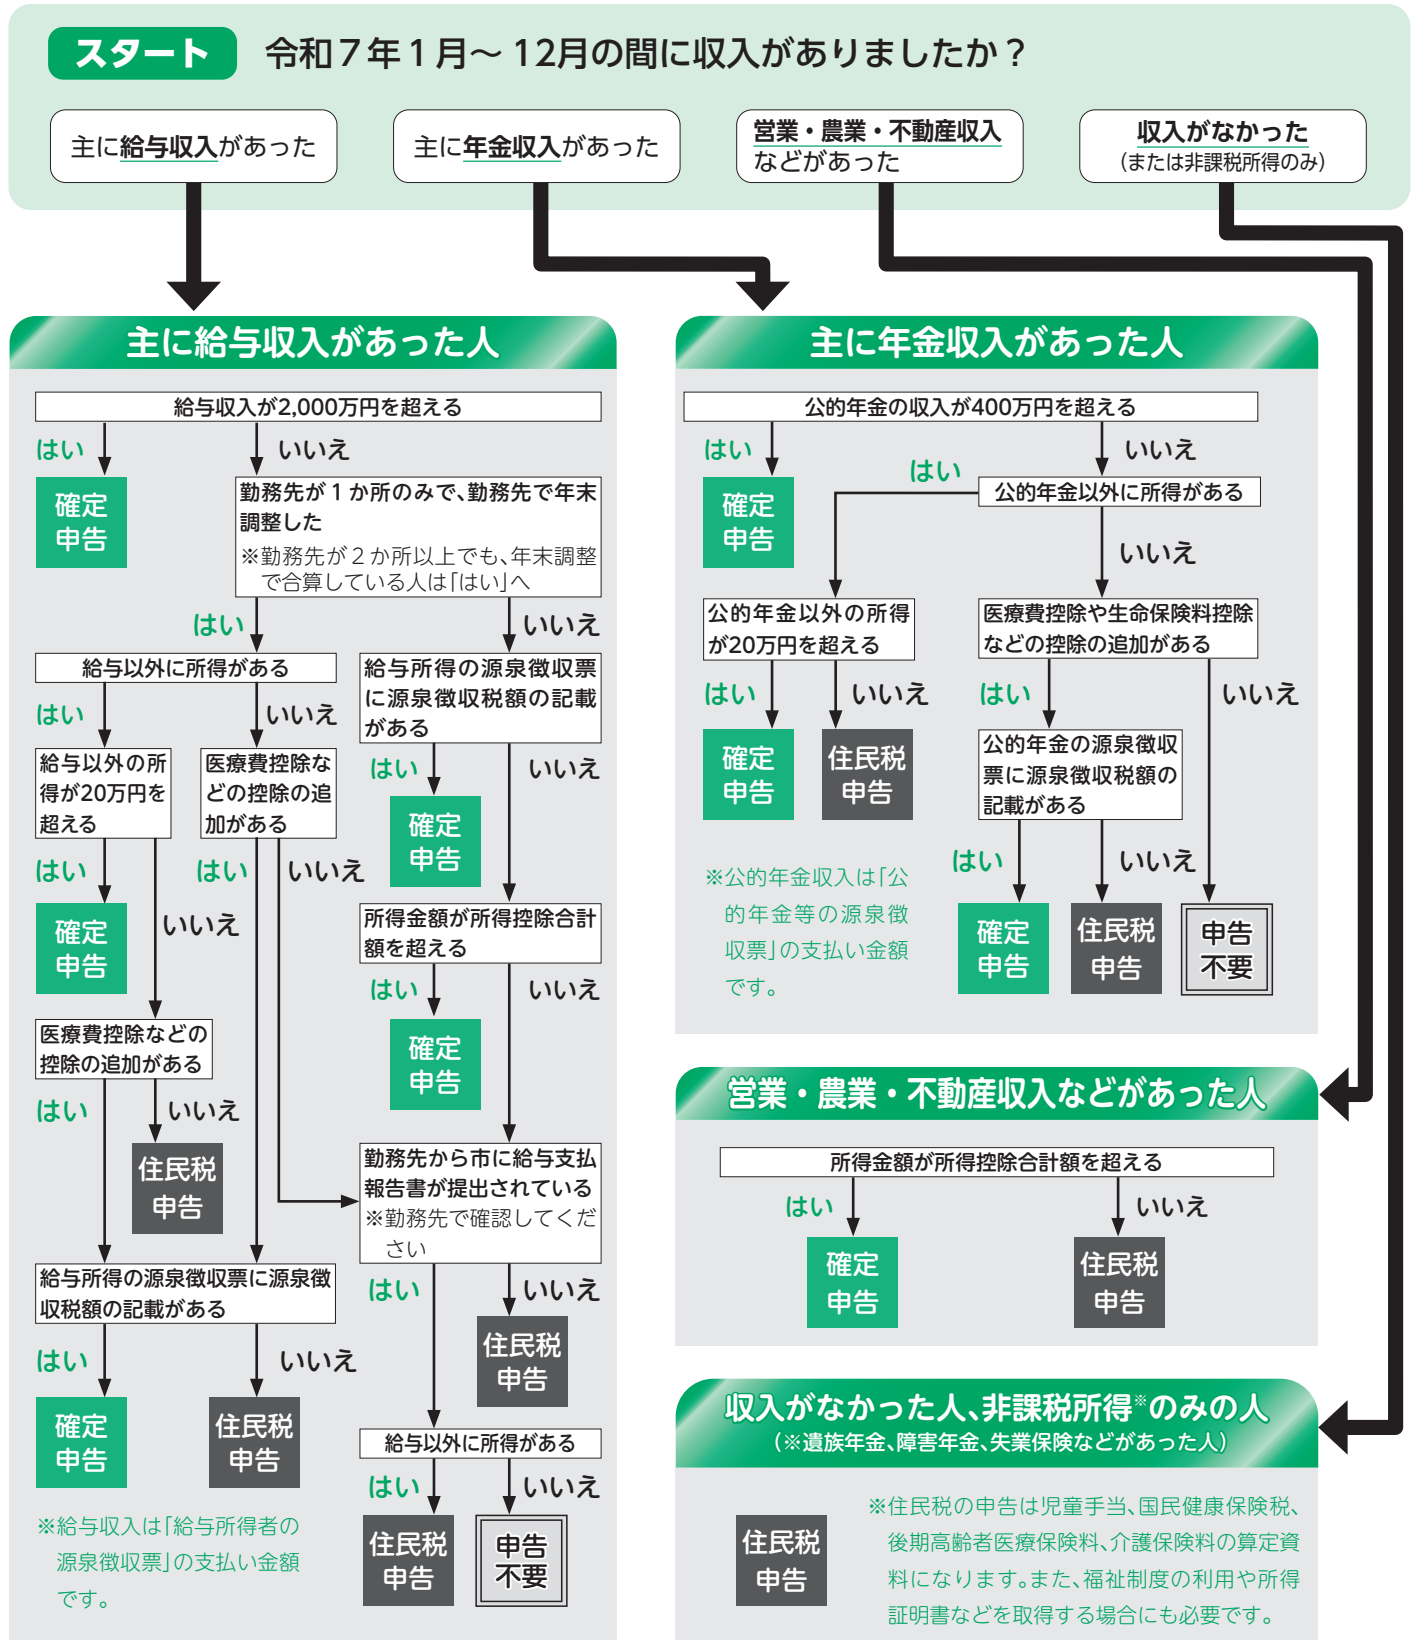 スタート
令和７年１月〜12月の間に収入がありましたか？
主に給与収入があった
主に年金収入があった
営業・農業・不動産収入
などがあった
収入がなかった
（または非課税所得のみ）
主に給与収入があった人
給与収入が2,000万円を超える
はい
いいえ
確定
申告
勤務先が１か所のみで、勤務先で年末
調整した
※勤務先が２か所以上でも、年末調整
で合算している人は「はい」へ
はい
いいえ
給与以外に所得がある
給与所得の源泉徴収票
に源泉徴収税額の記載
がある
はい
いいえ
はい
いいえ
給与以外の所
得が20万円を
超える
医療費控除な
どの控除の追
加がある
確定
申告
はい
はい
いいえ
いいえ
確定
申告
所得金額が所得控除合計
額を超える
はい
いいえ
医療費控除などの
控除の追加がある
確定
申告
はい
いいえ
住民税
申告
勤務先から市に給与支払
報告書が提出されている
※勤務先で確認してくだ
さい
給与所得の源泉徴収票に源泉徴
収税額の記載がある
はい
いいえ
住民税
申告
はい
いいえ
確定
申告
住民税
申告
給与以外に所得がある
はい
いいえ
住民税
申告
申告
不要
※給与収入は「給与所得者の
源泉徴収票」の支払い金額
です。
主に年金収入があった人
公的年金の収入が400万円を超える
はい
いいえ
確定
申告
はい
公的年金以外に所得がある
いいえ
公的年金以外の所得
が20万円を超える
医療費控除や生命保険料控除
などの控除の追加がある
はい
いいえ
はい
いいえ
確定
申告
住民税
申告
公的年金の源泉徴収
票に源泉徴収税額の
記載がある
はい
いいえ
確定
申告
住民税
申告
申告
不要
※公的年金収入は「公
的年金等の源泉徴
収票」の支払い金額
です。
営業・農業・不動産収入などがあった人
所得金額が所得控除合計額を超える
はい
いいえ
確定
申告
住民税
申告
収入がなかった人、非課税所得※のみの人
（※遺族年金、障害年金、失業保険などがあった人）
住民税
申告
※住民税の申告は児童手当、国民健康保険税、
後期高齢者医療保険料、介護保険料の算定資
料になります。また、福祉制度の利用や所得
証明書などを取得する場合にも必要です。